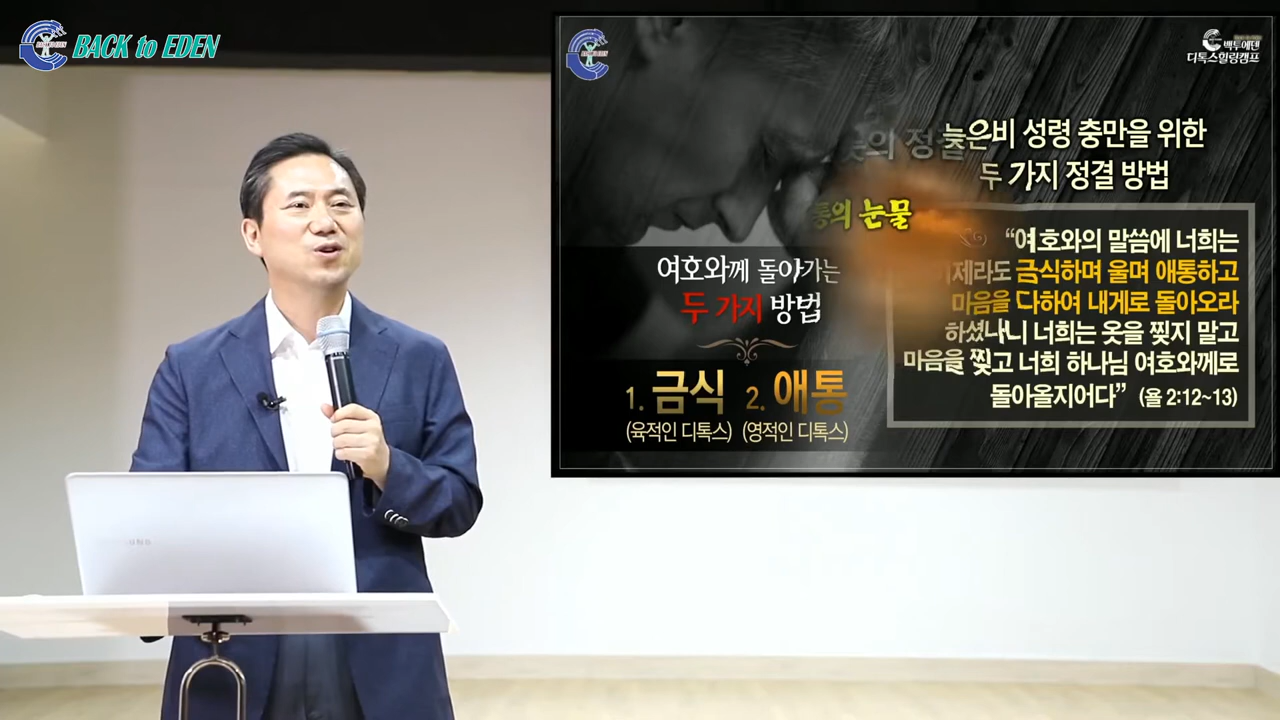 BACK to EDEN
백투에덴
디톡스힐링캠프
늦은비 성령 충만을 위한
두 가지 정결 방법
눈물
여호와께 돌아가는
두 가지 방법
1. 금식 2. 애통
(육적인 디톡스) (영적인 디톡스)
“여호와의 말씀에 너희는
금식하며 울며 애통하고
마음을 다하여 내게로 돌아오라
하셨나니 너희는 옷을 찢지 말고
마음을 찢고 너희 하나님 여호와께로
돌아올지어다” (욜 2:12~13)